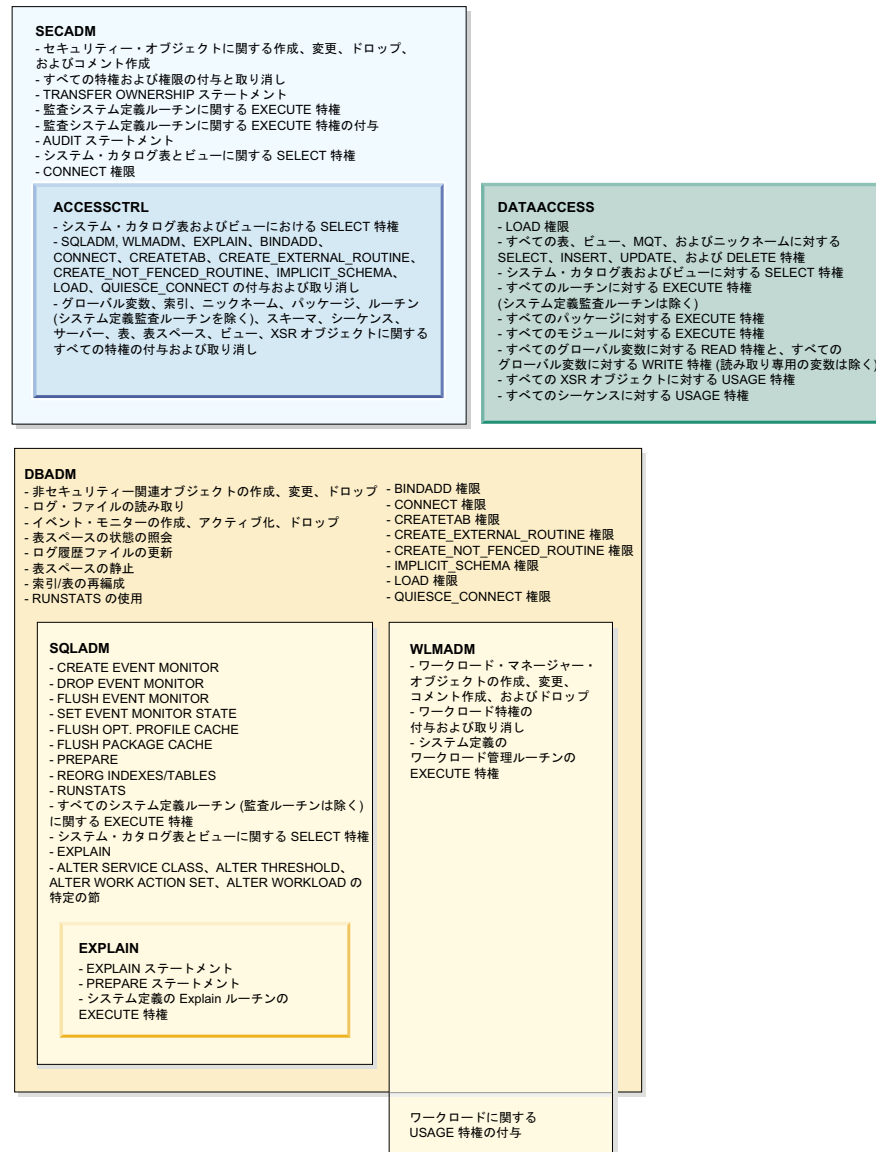 SECADM
- セキュリティー・オブジェクトに関する作成、変更、ドロップ、
およびコメント作成
- すべての特権および権限の付与と取り消し
- TRANSFER OWNERSHIP ステートメント
- 監査システム定義ルーチンに関する EXECUTE 特権
- 監査システム定義ルーチンに関する EXECUTE 特権の付与
- AUDIT ステートメント
- システム・カタログ表とビューに関する SELECT 特権
- CONNECT 権限
ACCESSCTRL
- システム・カタログ表およびビューにおける SELECT 特権
- SQLADM, WLMADM、EXPLAIN、BINDADD、
CONNECT、CREATETAB、CREATE_EXTERNAL_ROUTINE、
CREATE_NOT_FENCED_ROUTINE、IMPLICIT_SCHEMA、
LOAD、QUIESCE_CONNECT の付与および取り消し
- グローバル変数、索引、ニックネーム、パッケージ、ルーチン
(システム定義監査ルーチンを除く)、スキーマ、シーケンス、
サーバー、表、表スペース、ビュー、XSR オブジェクトに関する
すべての特権の付与および取り消し
DATAACCESS
- LOAD 権限
- すべての表、ビュー、MQT、およびニックネームに対する
SELECT、INSERT、UPDATE、および DELETE 特権
- システム・カタログ表およびビューに対する SELECT 特権
- すべてのルーチンに対する EXECUTE 特権
(システム定義監査ルーチンは除く)
- すべてのパッケージに対する EXECUTE 特権
- すべてのモジュールに対する EXECUTE 特権
- すべてのグローバル変数に対する READ 特権と、すべての
グローバル変数に対する WRITE 特権 (読み取り専用の変数は除く)
- すべての XSR オブジェクトに対する USAGE 特権
- すべてのシーケンスに対する USAGE 特権
DBADM
- 非セキュリティー関連オブジェクトの作成、変更、ドロップ
- ログ・ファイルの読み取り
- イベント・モニターの作成、アクティブ化、ドロップ
- 表スペースの状態の照会
- ログ履歴ファイルの更新
- 表スペースの静止
- 索引/表の再編成
- RUNSTATS の使用
- BINDADD 権限
- CONNECT 権限
- CREATETAB 権限
- CREATE_EXTERNAL_ROUTINE 権限
- CREATE_NOT_FENCED_ROUTINE 権限
- IMPLICIT_SCHEMA 権限
- LOAD 権限
- QUIESCE_CONNECT 権限
SQLADM
- CREATE EVENT MONITOR
- DROP EVENT MONITOR
- FLUSH EVENT MONITOR
- SET EVENT MONITOR STATE
- FLUSH OPT. PROFILE CACHE
- FLUSH PACKAGE CACHE
- PREPARE
- REORG INDEXES/TABLES
- RUNSTATS
- すべてのシステム定義ルーチン (監査ルーチンは除く)
に関する EXECUTE 特権
- システム・カタログ表とビューに関する SELECT 特権
- EXPLAIN
- ALTER SERVICE CLASS、ALTER THRESHOLD、
ALTER WORK ACTION SET、ALTER WORKLOAD の
特定の節
EXPLAIN
- EXPLAIN ステートメント
- PREPARE ステートメント
- システム定義の Explain ルーチンの
EXECUTE 特権
WLMADM
- ワークロード・マネージャー・
オブジェクトの作成、変更、
コメント作成、およびドロップ
- ワークロード特権の
付与および取り消し
- システム定義の
ワークロード管理ルーチンの
EXECUTE 特権
ワークロードに関する
USAGE 特権の付与